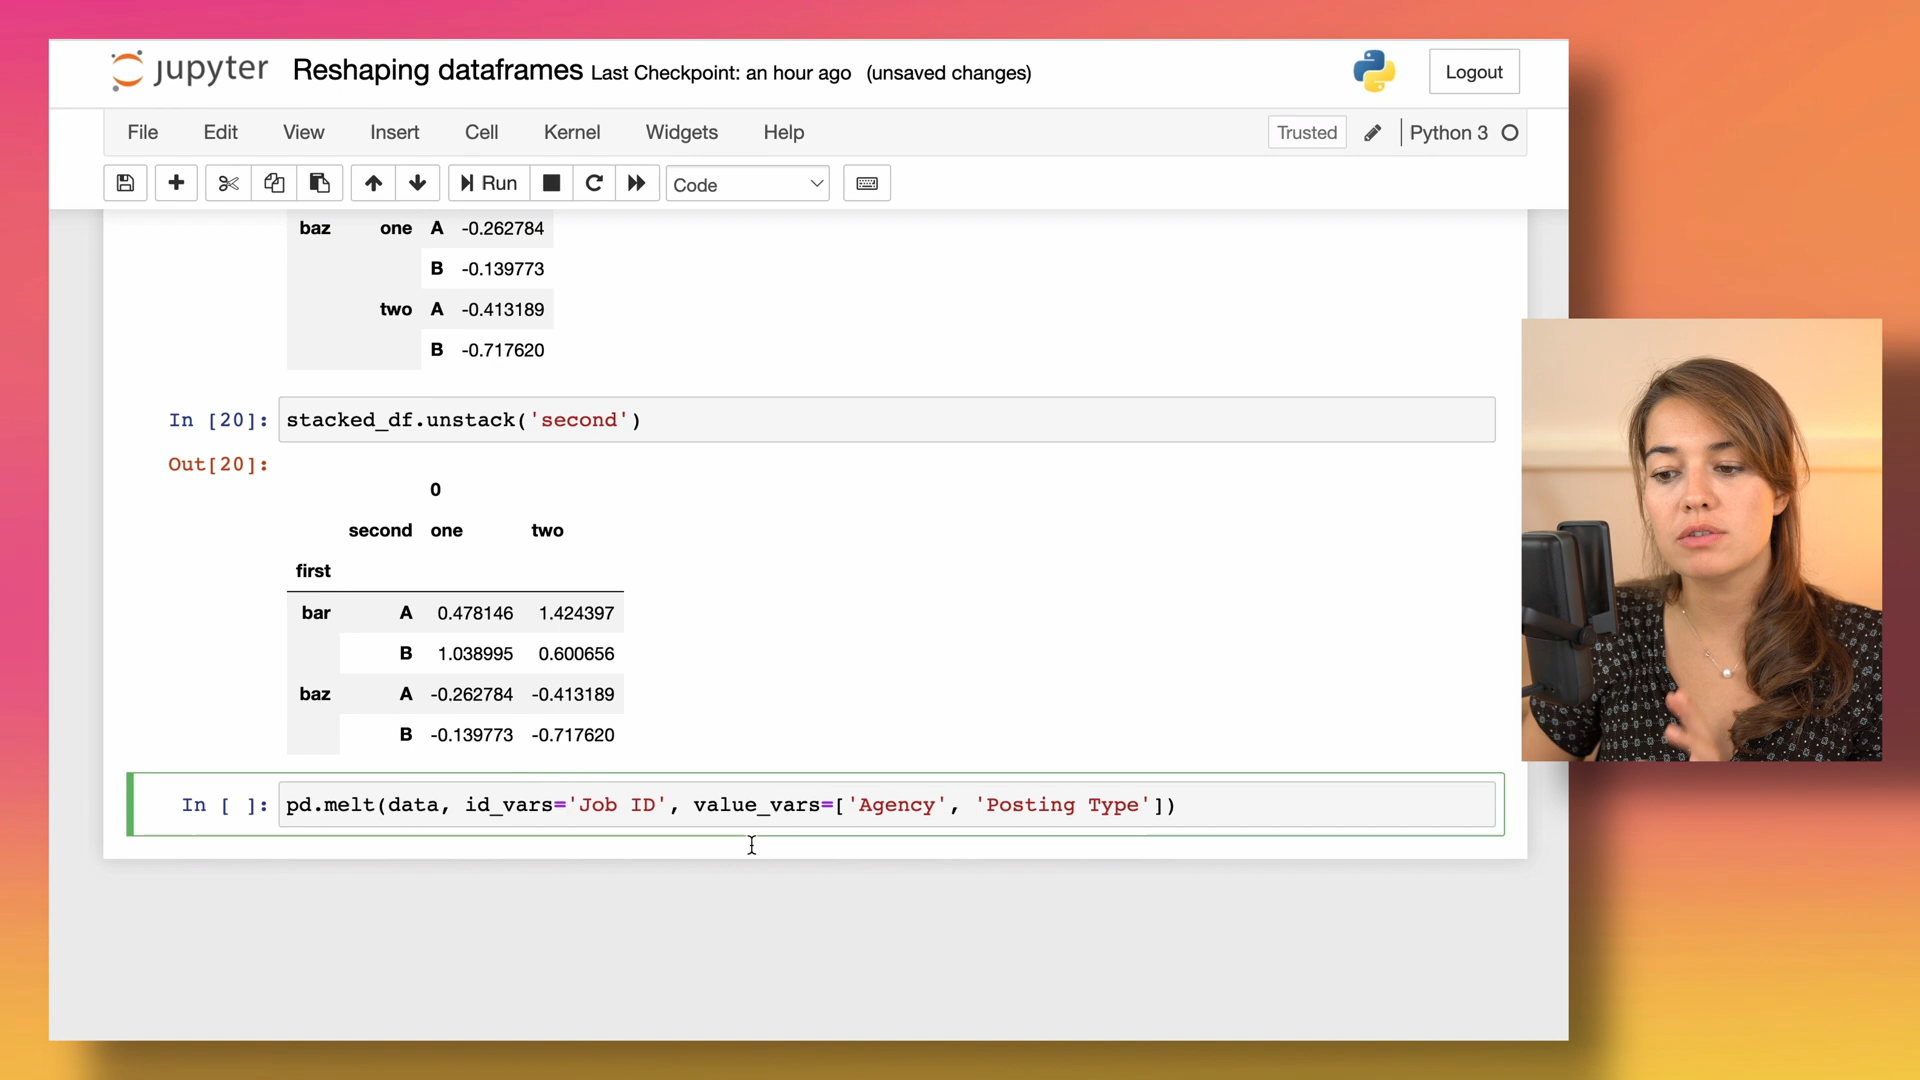 jupyter Reshaping dataframes Last Checkpoint: an hour ago (unsaved changes) Logout
File Edit View Insert Cell Kernel Widgets Help Trusted Python 3
Run Code
baz one A -0.262784
B -0.139773
two A -0.413189
B -0.717620
In [20]: stacked_df.unstack('second')
Out[20]:
0
second one two
first
bar A 0.478146 1.424397
B 1.038995 0.600656
baz A -0.262784 -0.413189
B -0.139773 -0.717620
In [ ]: pd.melt(data, id_vars='Job ID', value_vars=['Agency', 'Posting Type'])